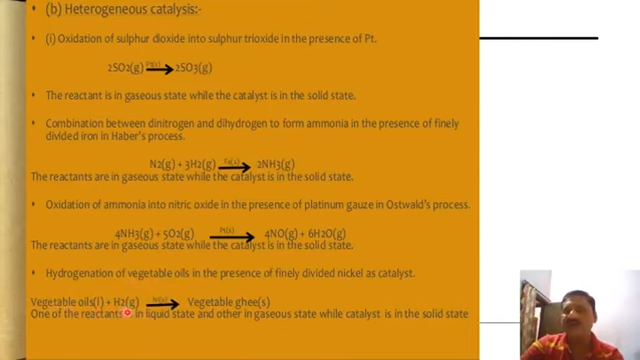 • (b) Heterogeneous catalysis:-
• (i) Oxidation of sulphur dioxide into sulphur trioxide in the presence of Pt.
2SO2(g) Pt(s) 2SO3(g)
• The reactant is in gaseous state while the catalyst is in the solid state.
• Combination between dinitrogen and dihydrogen to form ammonia in the presence of finely
divided iron in Haber's process.
N2(g) + 3H2(g) Fe(s) 2NH3(g)
The reactants are in gaseous state while the catalyst is in the solid state.
• Oxidation of ammonia into nitric oxide in the presence of platinum gauze in Ostwald's process.
4NH3(g) + 5O2(g) Pt(s) 4NO(g) + 6H2O(g)
The reactants are in gaseous state while the catalyst is in the solid state.
• Hydrogenation of vegetable oils in the presence of finely divided nickel as catalyst.
Vegetable oils(l) + H2(g) Ni(s) Vegetable ghee(s)
One of the reactants in liquid state and other in gaseous state while catalyst is in the solid state